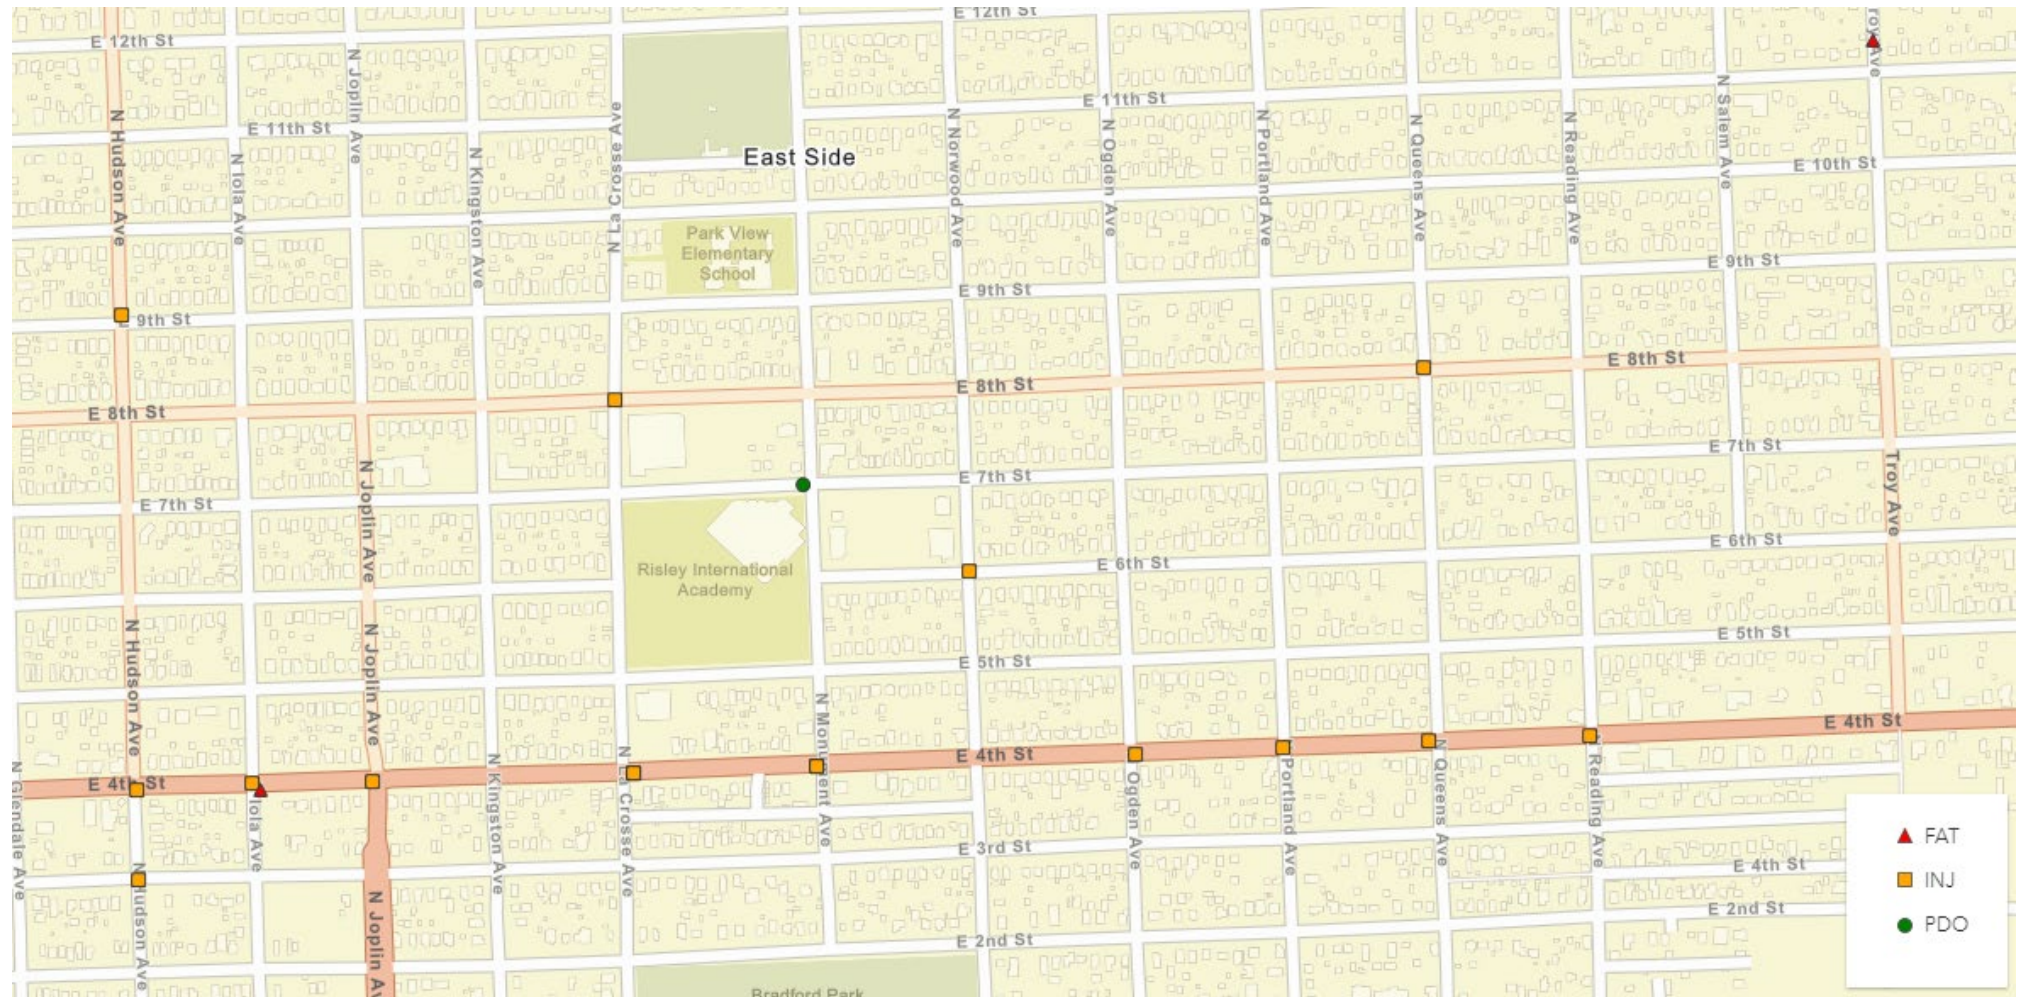 E 12th St
E 12th St
Troy Ave
N Hudson Ave
N Iola Ave
N Joplin Ave
E 11th St
N Kingston Ave
N La Crosse Ave
East Side
N Norwood Ave
E 11th St
N Ogden Ave
N Portland Ave
N Queens Ave
N Reading Ave
N Salem Ave
E 10th St
Park View
Elementary
School
E 9th St
E 9th St
9th St
E 8th St
E 8th St
E 8th St
N Joplin Ave
E 7th St
E 7th St
E 7th St
Troy Ave
Risley International
Academy
E 6th St
E 6th St
N Hudson Ave
N Joplin Ave
E 5th St
E 5th St
N Monument Ave
E 4th St
E 4th St
E 4th St
N Glendale Ave
Iola Ave
N Kingston Ave
N La Crosse Ave
Ogden Ave
Portland Ave
N Queens Ave
N Reading Ave
E 3rd St
E 4th St
N Hudson Ave
N Joplin Av
E 2nd St
E 2nd St
Bradford Park
FAT
INJ
PDO